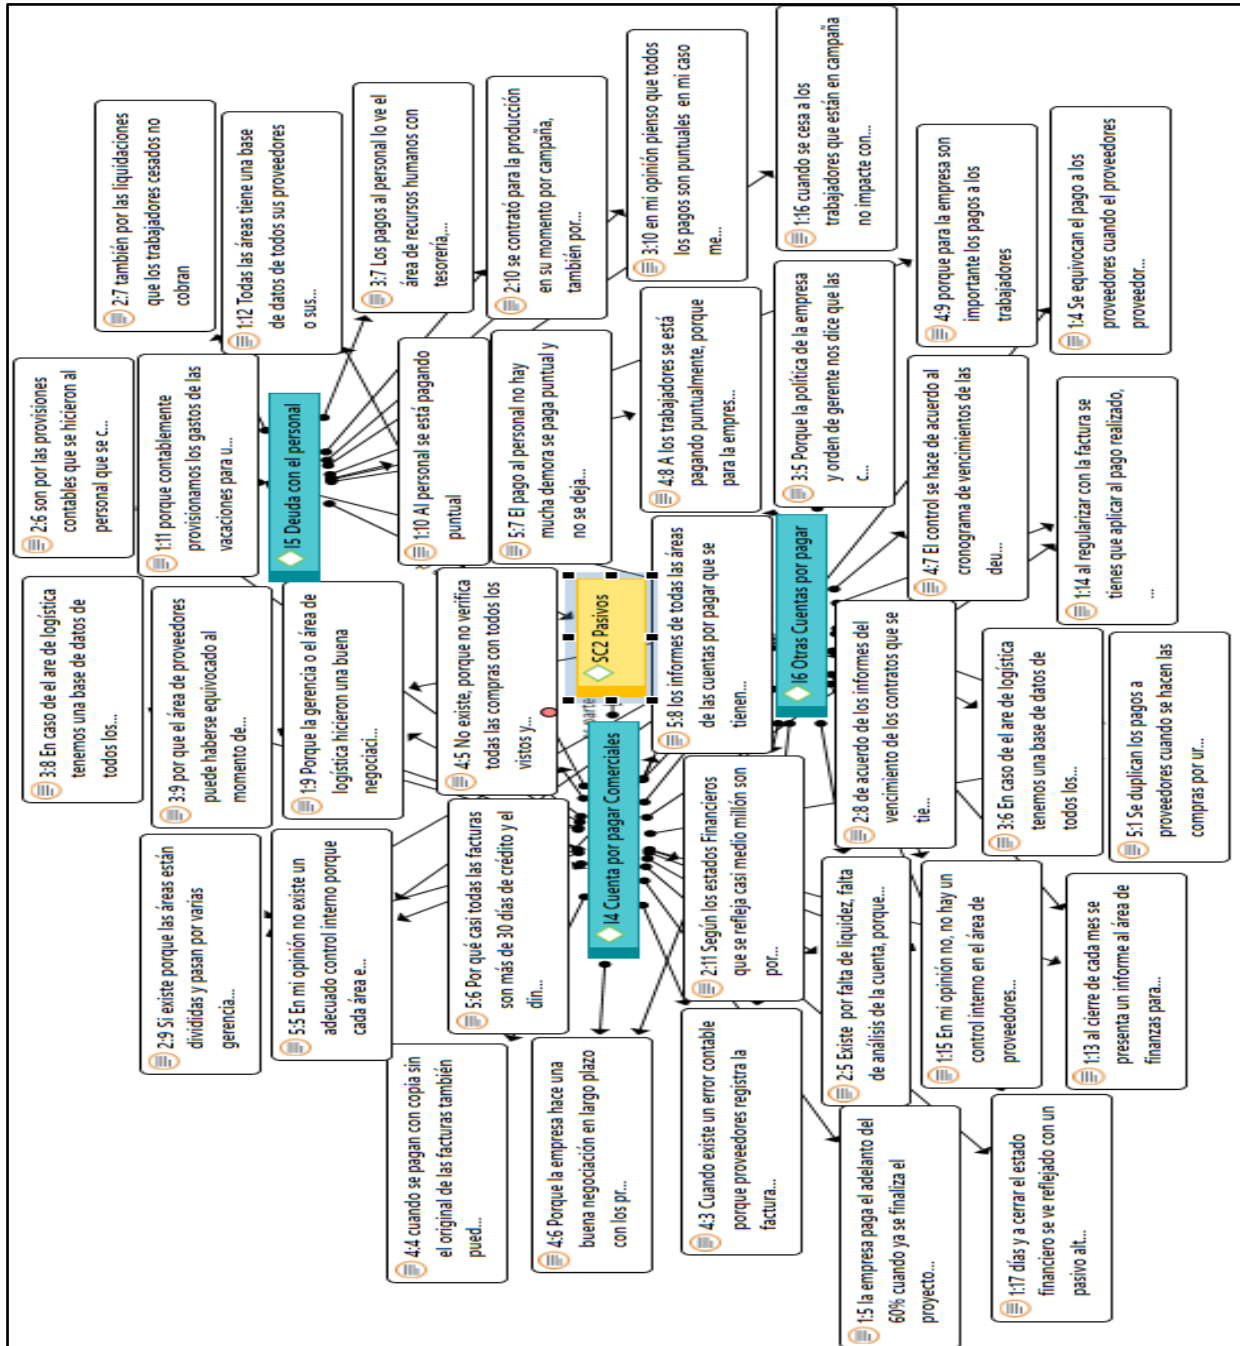 2:6 son por las provisiones
contables que se hicieron al
personal que se c...
3:8 En caso de el are de logística
tenemos una base de datos de
todos los...
2:7 también por las liquidaciones
que los trabajadores cesados no
cobran
2:9 Si existe porque las áreas están
divididas y pasan por varias
gerencia...
3:9 por que el área de proveedores
puede haberse equivocado al
momento de...
1:11 porque contablemente
provisionamos los gastos de las
vacaciones para u...
1:12 Todas las áreas tiene una base
de datos de todos sus proveedores
o sus...
I5 Deuda con el personal
5:5 En mi opinión no existe un
adecuado control interno porque
cada área e...
1:9 Porque la gerencia o el área de
logística hicieron una buena
negociaci...
3:7 Los pagos al personal lo ve el
área de recursos humanos con
tesorería,...
4:4 cuando se pagan con copia sin
el original de las facturas también
pued...
1:10 Al personal se está pagando
puntual
5:6 Por qué casi todas las facturas
son más de 30 días de crédito y el
din...
4:5 No existe, porque no verifica
todas las compras con todos los
vistos y...
5:7 El pago al personal no hay
mucha demora se paga puntual y
no se deja...
2:10 se contrató para la producción
en su momento por campaña,
también por...
4:6 Porque la empresa hace una
buena negociación en largo plazo
con los pr...
I4 Cuenta por pagar Comerciales
parte
SC2 Pasivos
3:10 en mi opinión pienso que todos
los pagos son puntuales en mi caso
me...
4:8 A los trabajadores se está
pagando puntualmente, porque
para la empres...
5:8 los informes de todas las áreas
de las cuentas por pagar que se
tienen...
4:3 Cuando existe un error contable
porque proveedores registra la
factura...
2:11 Según los estados Financieros
que se refleja casi medio millón son
por...
I6 Otras Cuentas por pagar
3:5 Porque la política de la empresa
y orden de gerente nos dice que las
c...
1:16 cuando se cesa a los
trabajadores que están en campaña
no impacte con...
1:5 la empresa paga el adelanto del
60% cuando ya se finaliza el
proyecto...
2:5 Existe por falta de liquidez, falta
de análisis de la cuenta, porque...
2:8 de acuerdo de los informes del
vencimiento de los contratos que se
tie...
4:7 El control se hace de acuerdo al
cronograma de vencimientos de las
deu...
4:9 porque para la empresa son
importante los pagos a los
trabajadores
1:15 En mi opinión no, no hay un
control interno en el área de
proveedores...
3:6 En caso de el are de logística
tenemos una base de datos de
todos los...
1:17 días y a cerrar el estado
financiero se ve reflejado con un
pasivo alt...
1:4 Se equivocan el pago a los
proveedores cuando el proveedores
proveedor...
1:14 al regularizar con la factura se
tienes que aplicar al pago realizado,
...
1:13 al cierre de cada mes se
presenta un informe al área de
finanzas para...
5:1 Se duplican los pagos a
proveedores cuando se hacen las
compras por ur...